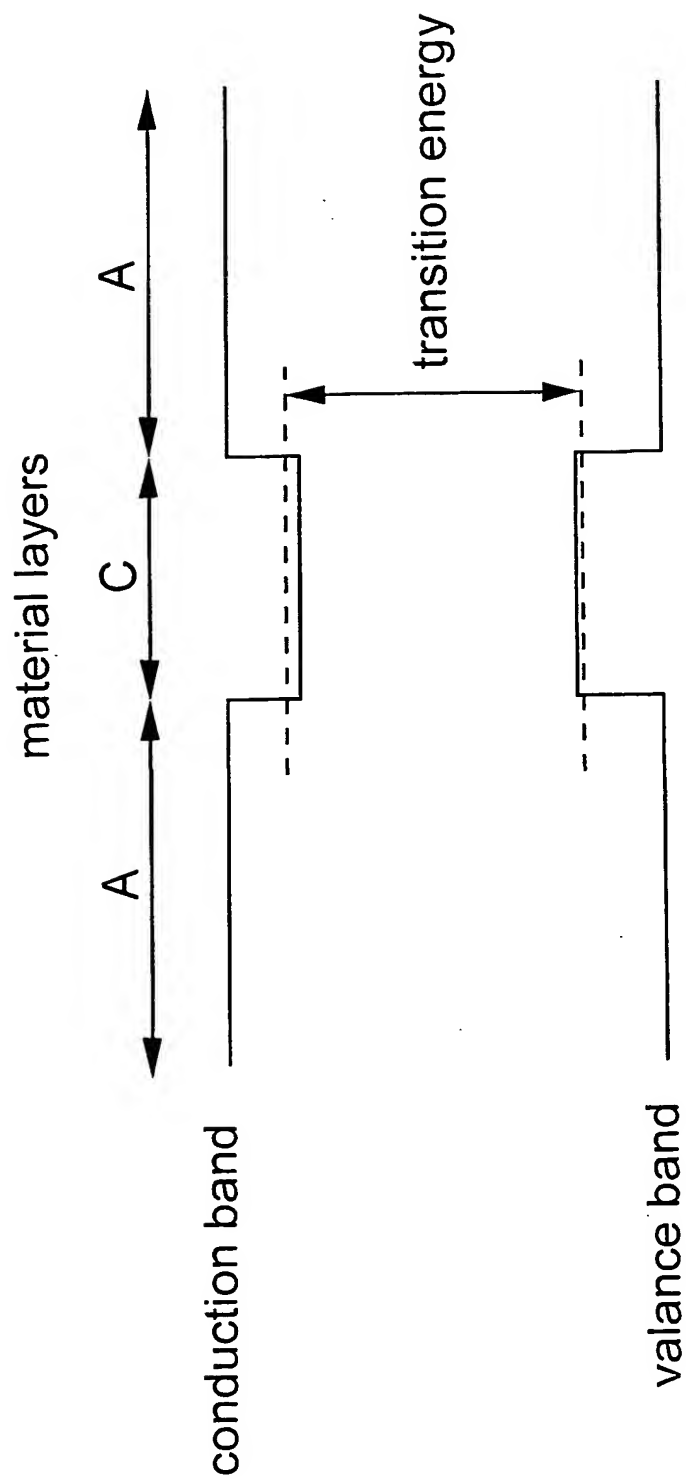 material layers
A
C
A
conduction band
transition energy
valance band